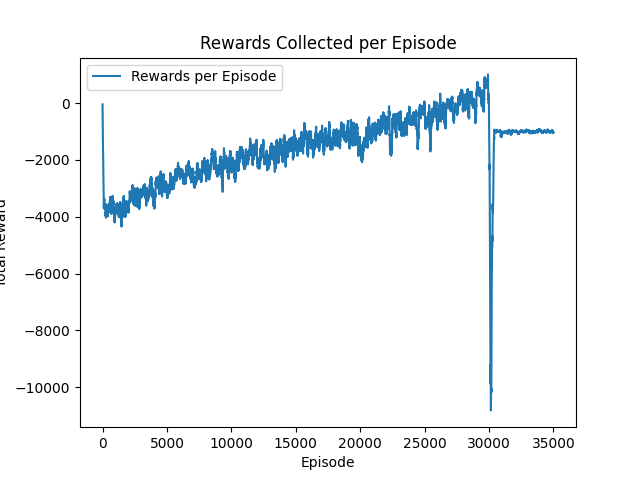 Rewards Collected per Episode
Rewards per Episode
0
−2000
−4000
−6000
−8000
−10000
Total Reward
0 5000 10000 15000 20000 25000 30000 35000
Episode